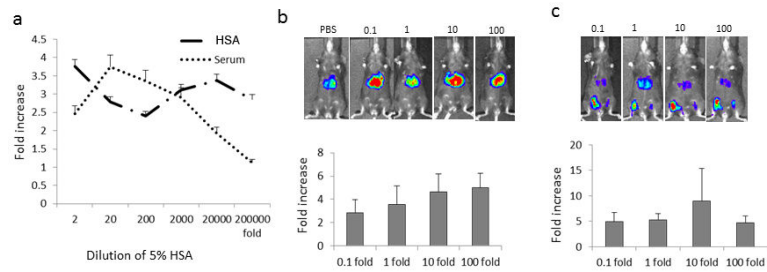 a
4.5
4
3.5
3
2.5
2
1.5
1
0.5
0
Fold increase
HSA
Serum
2 20 200 2000 20000 200000
fold
Dilution of 5% HSA
b
PBS 0.1 1 10 100
8
6
4
2
0
Fold increase
0.1 fold 1 fold 10 fold 100 fold
c
0.1 1 10 100
20
15
10
5
0
Fold increase
0.1 fold 1 fold 10 fold 100 fold